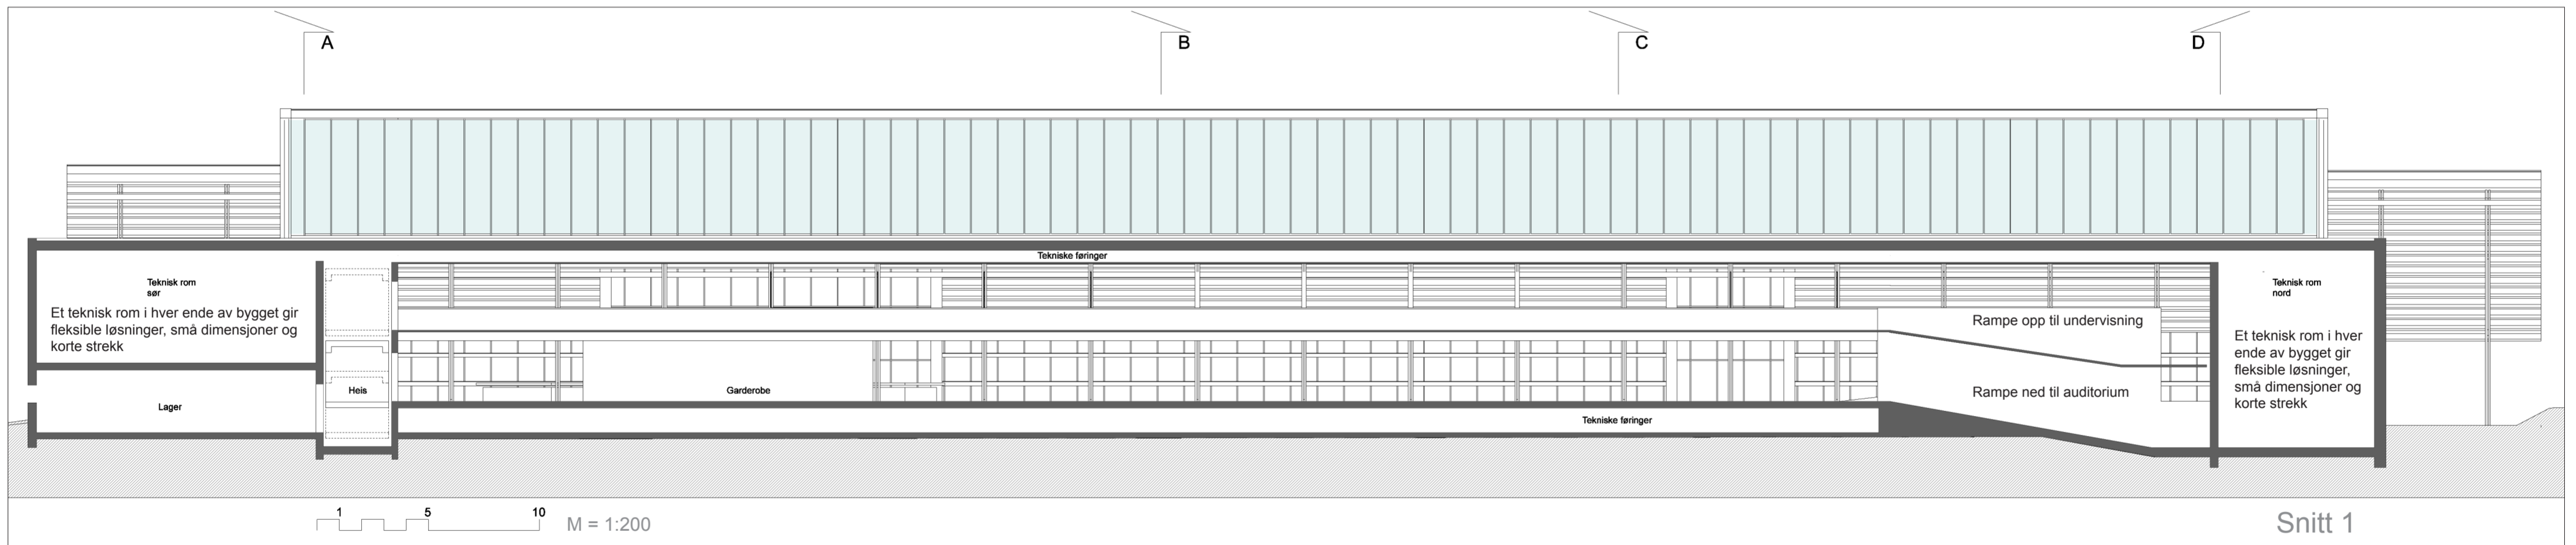 A
B
C
D
Tekniske føringer
Teknisk rom
sør
Et teknisk rom i hver ende av bygget gir
fleksible løsninger, små dimensjoner og
korte strekk
Teknisk rom
nord
Et teknisk rom i hver
ende av bygget gir
fleksible løsninger,
små dimensjoner og
korte strekk
Rampe opp til undervisning
Heis
Garderobe
Rampe ned til auditorium
Lager
Tekniske føringer
1
5
10
M = 1:200
Snitt 1